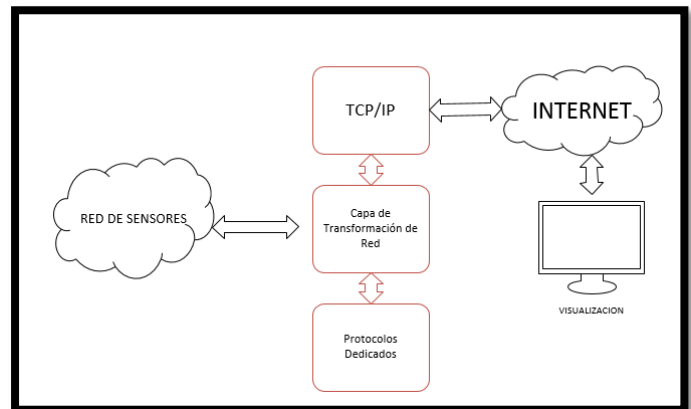 TCP/IP
INTERNET
RED DE SENSORES
Capa de
Transformación de
Red
VISUALIZACION
Protocolos
Dedicados